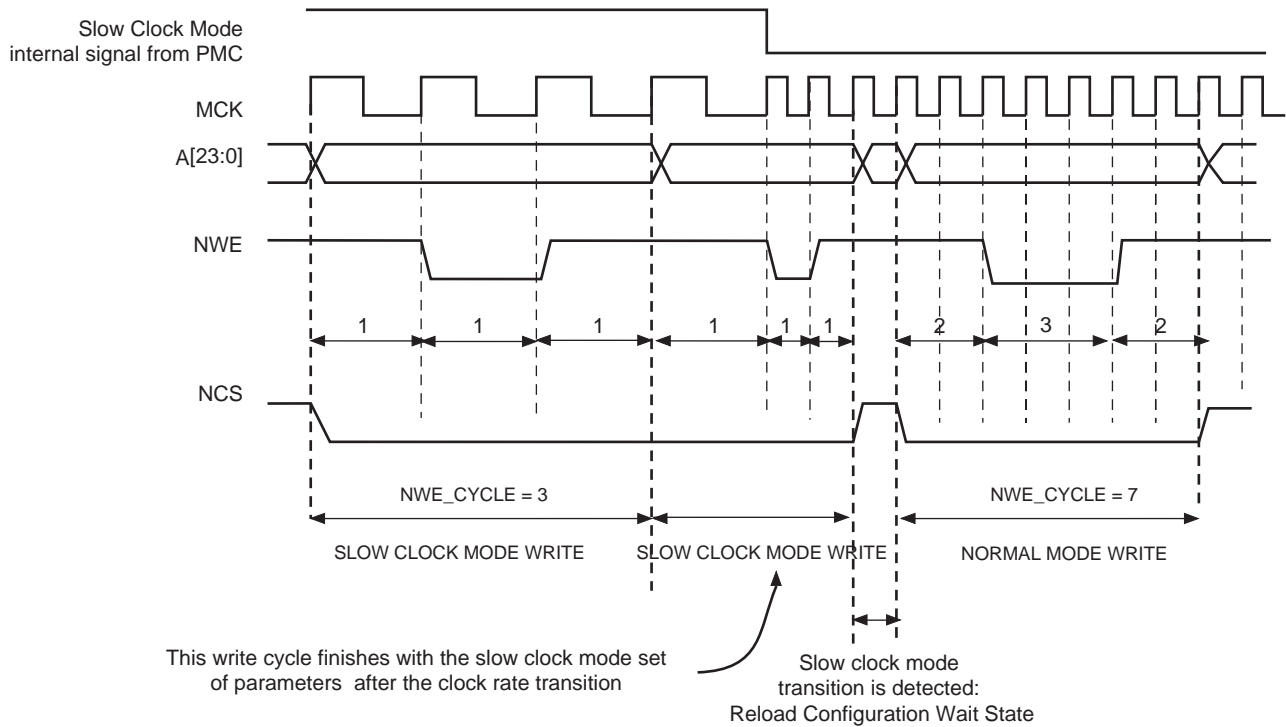 Slow Clock Mode
internal signal from PMC
MCK
A[23:0]
NWE
1 1 1 1 1 1 2 3 2
NCS
NWE_CYCLE = 3 NWE_CYCLE = 7
SLOW CLOCK MODE WRITE SLOW CLOCK MODE WRITE NORMAL MODE WRITE
This write cycle finishes with the slow clock mode set
of parameters after the clock rate transition
Slow clock mode
transition is detected:
Reload Configuration Wait State